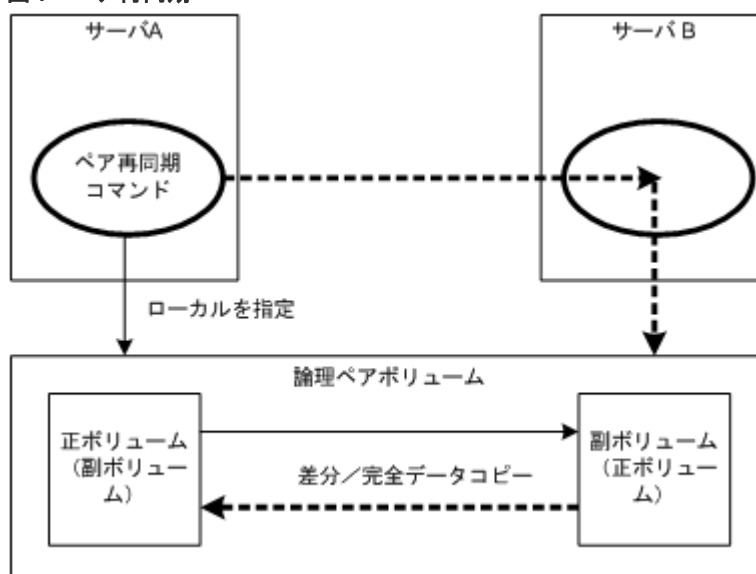 サーバA
サーバ B
ペア再同期
コマンド
ローカルを指定
論理ペアボリューム
正ボリューム
（副ボリュー
ム）
差分／完全データコピー
副ボリューム
（正ボリュー
ム）